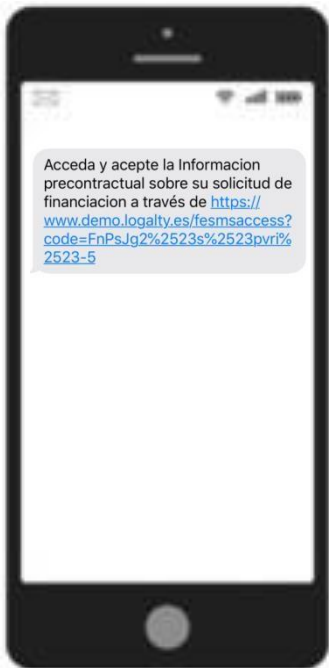 Acceda y acepte la Informacion
precontractual sobre su solicitud de
financiacion a través de https://
www.demo.logalty.es/fesmsaccess?
code=FnPsJg2%2523s%2523pvri%
2523-5